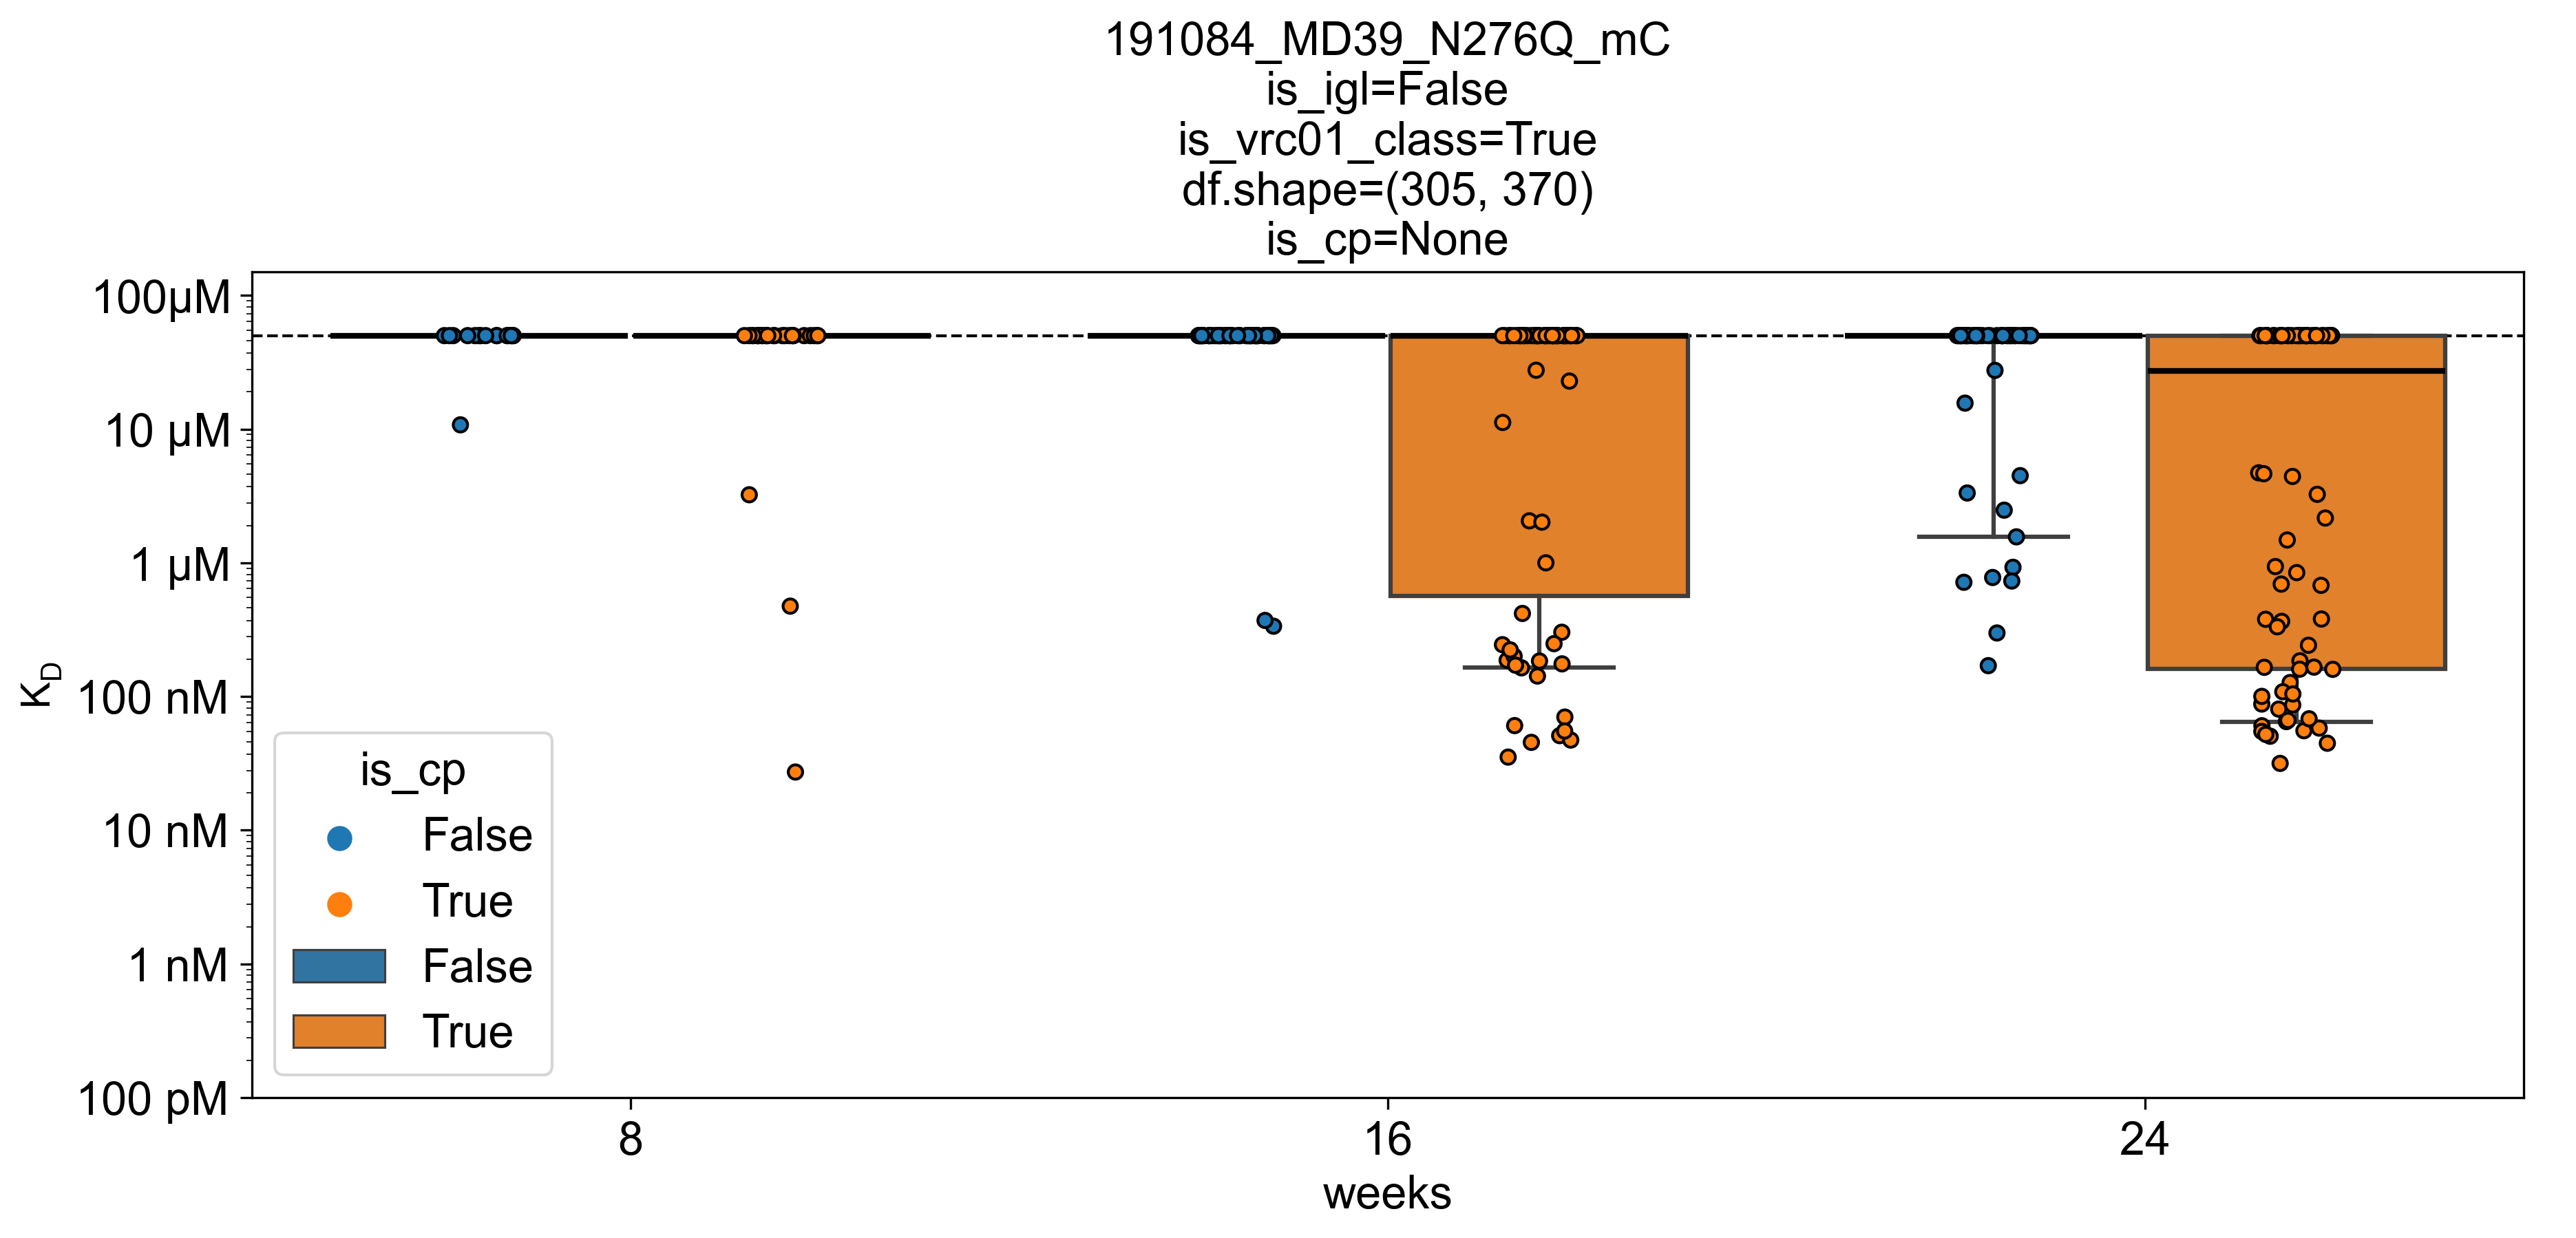 191084_MD39_N276Q_mC
is_igl=False
is_vrc01_class=True
df.shape=(305, 370)
is_cp=None
100µM
10 µM
1 µM
100 nM
10 nM
1 nM
100 pM
K_D
is_cp
False
True
False
True
8
16
24
weeks